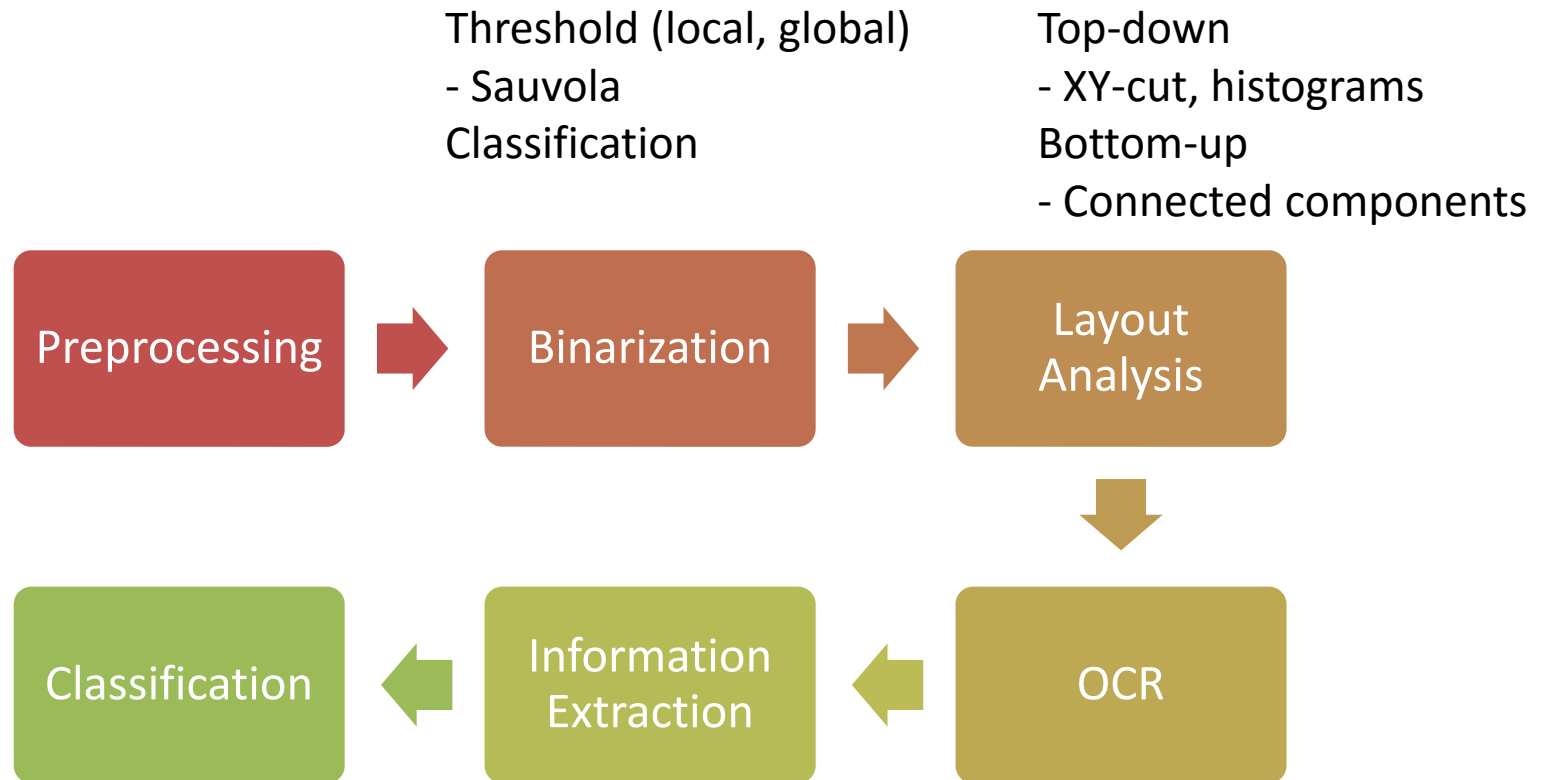 Threshold (local, global)
- Sauvola
Classification
Top-down
- XY-cut, histograms
Bottom-up
- Connected components
Preprocessing
Binarization
Layout
Analysis
OCR
Information
Extraction
Classification